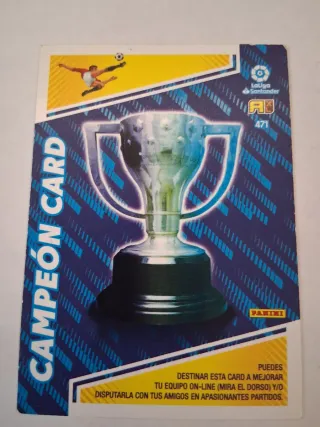 LaLiga
Santander
471
CAMPEÓN CARD
PANINI
PUEDES
DESTINAR ESTA CARD A MEJORAR
TU EQUIPO ON-LINE (MIRA EL DORSO) Y/O
DISPUTARLA CON TUS AMIGOS EN APASIONANTES PARTIDOS.